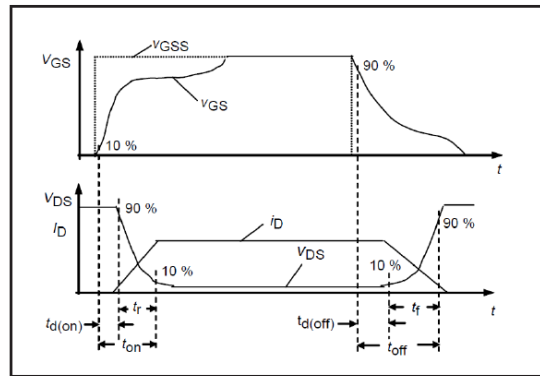 vGSS
VGS
90 %
vGS
10 %
t
VDS
ID
90 %
iD
90 %
vDS
10 %
10 %
tr
tf
t
td(on)
td(off)
ton
toff